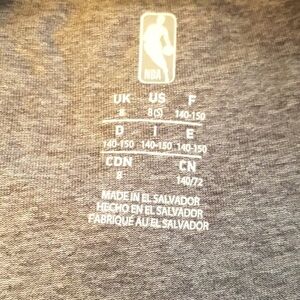 NBA
UK US F
8 8(S) 140-150
D I E
140-150 140-150 140-150
CDN CN
8 140/72
MADE IN EL SALVADOR
HECHO EN EL SALVADOR
FABRIQUÉ AU EL SALVADOR